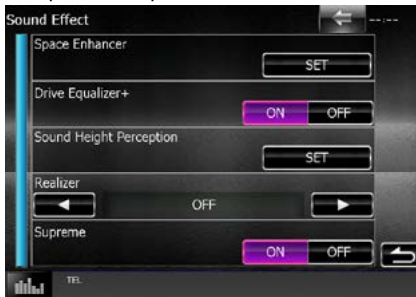 Sound Effect
--:--
Space Enhancer
SET
Drive Equalizer+
ON OFF
Sound Height Perception
SET
Realizer
OFF
Supreme
ON OFF
TEL